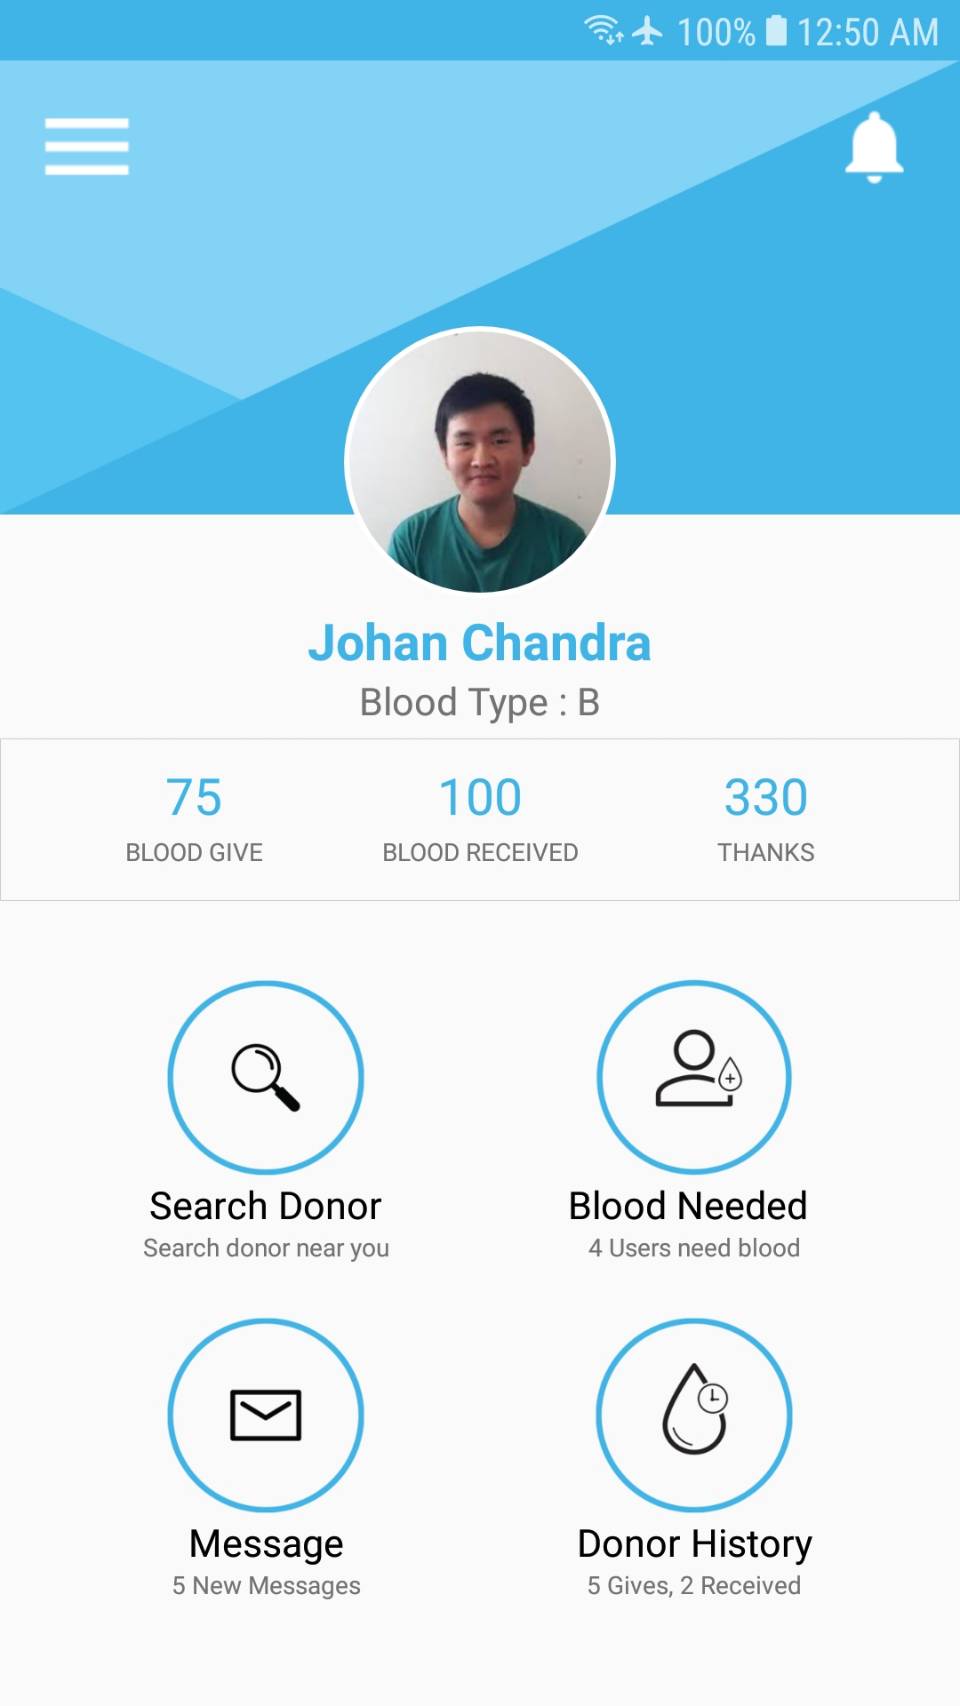 100% 12:50 AM
Johan Chandra
Blood Type : B
75 100 330
BLOOD GIVE BLOOD RECEIVED THANKS
Search Donor Blood Needed
Search donor near you 4 Users need blood
Message Donor History
5 New Messages 5 Gives, 2 Received